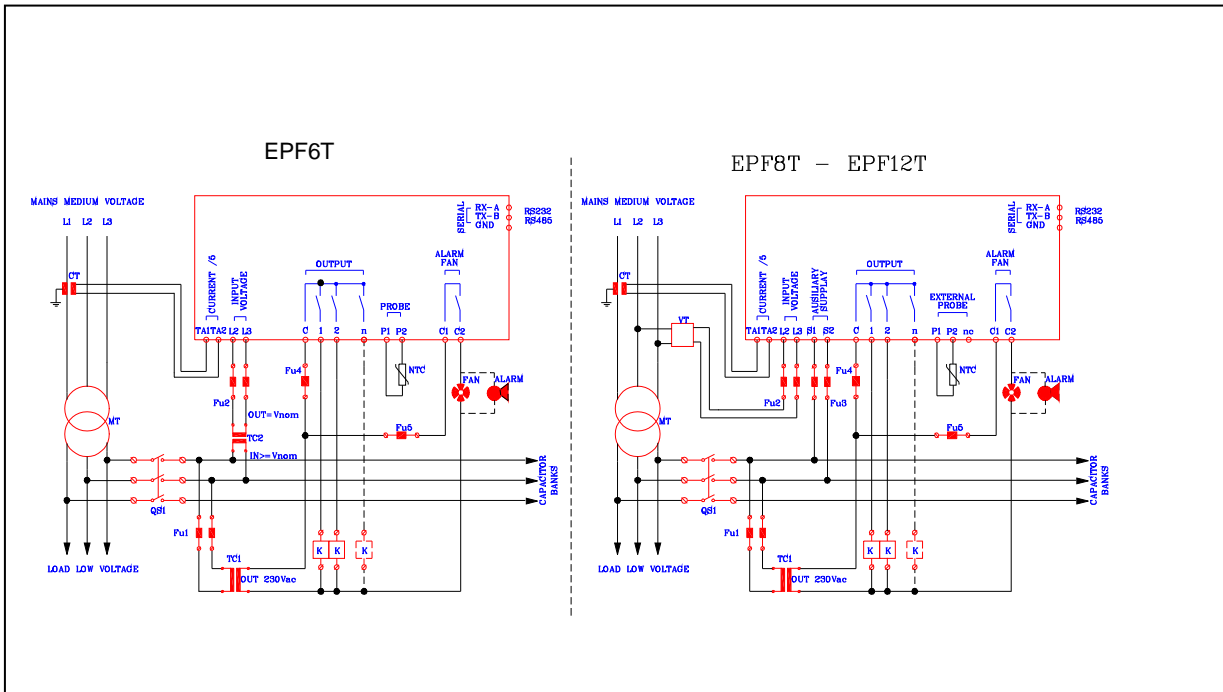 EPF6T
MAINS MEDIUM VOLTAGE
L1 L2 L3
CT
SERIAL
RX-A
TX-B
GND
RS232
RS485
CURRENT /5
INPUT
VOLTAGE
OUTPUT
PROBE
ALARM
FAN
TA1 TA2 L2 L3 C 1 2 n P1 P2 C1 C2
Fu4
NTC
FAN
ALARM
Fu2
OUT=Vnom
MT
TC2
Fu5
IN>=Vnom
CAPACITOR
BANKS
QS1
Fu1
K K K
TC1
LOAD LOW VOLTAGE
OUT 230Vac
EPF8T - EPF12T
MAINS MEDIUM VOLTAGE
L1 L2 L3
CT
SERIAL
RX-A
TX-B
GND
RS232
RS485
CURRENT /5
INPUT
VOLTAGE
AUXILIARY
SUPPLAY
OUTPUT
EXTERNAL
PROBE
ALARM
FAN
VT
TA1 TA2 L2 L3 S1 S2 C 1 2 n P1 P2 nc C1 C2
Fu4
NTC
FAN
ALARM
Fu2
Fu3
MT
Fu5
CAPACITOR
BANKS
QS1
Fu1
K K K
TC1
LOAD LOW VOLTAGE
OUT 230Vac